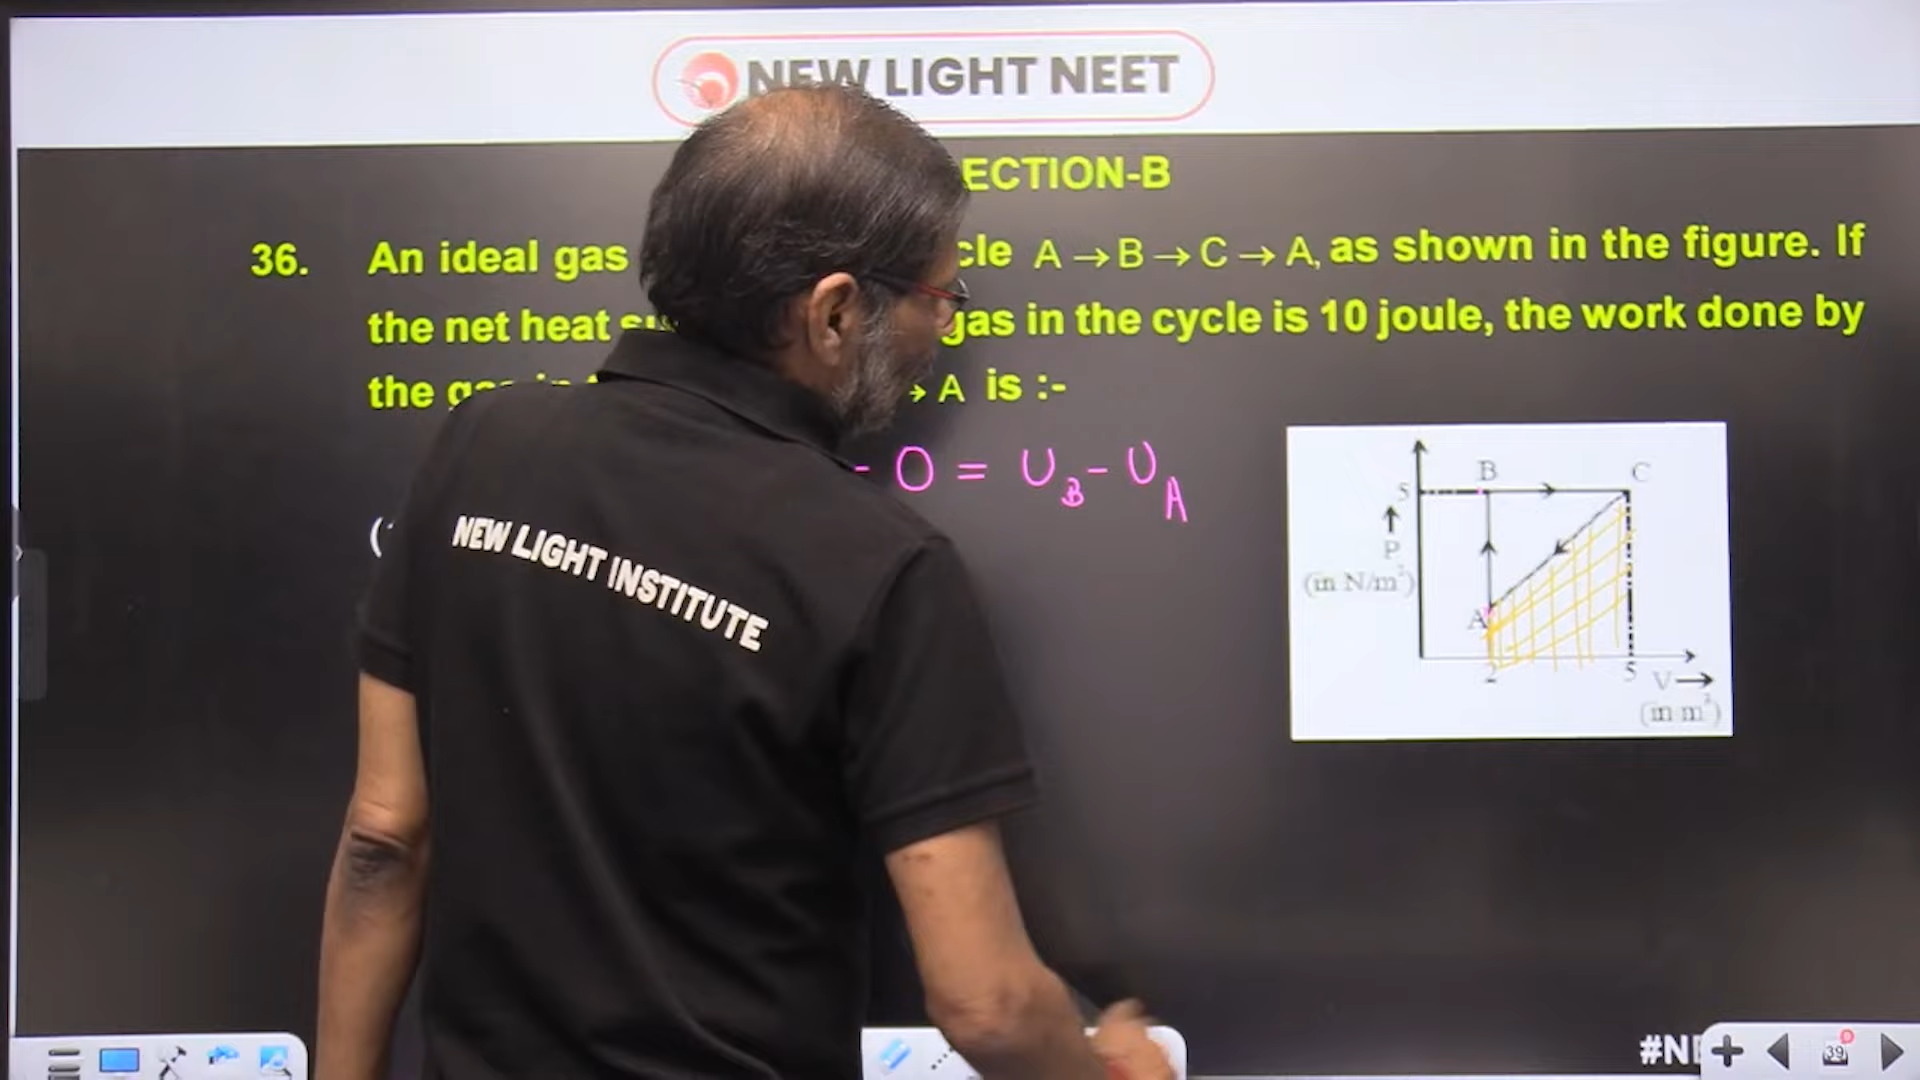 NEW LIGHT NEET
ECTION-B
36. An ideal gas cle A → B → C → A, as shown in the figure. If
the net heat gas in the cycle is 10 joule, the work done by
the → A is :-
- O = U_B - U_A
(
NEW LIGHT INSTITUTE
B C
5
P
(in N/m²)
A
2 5 V →
(in m³)
39